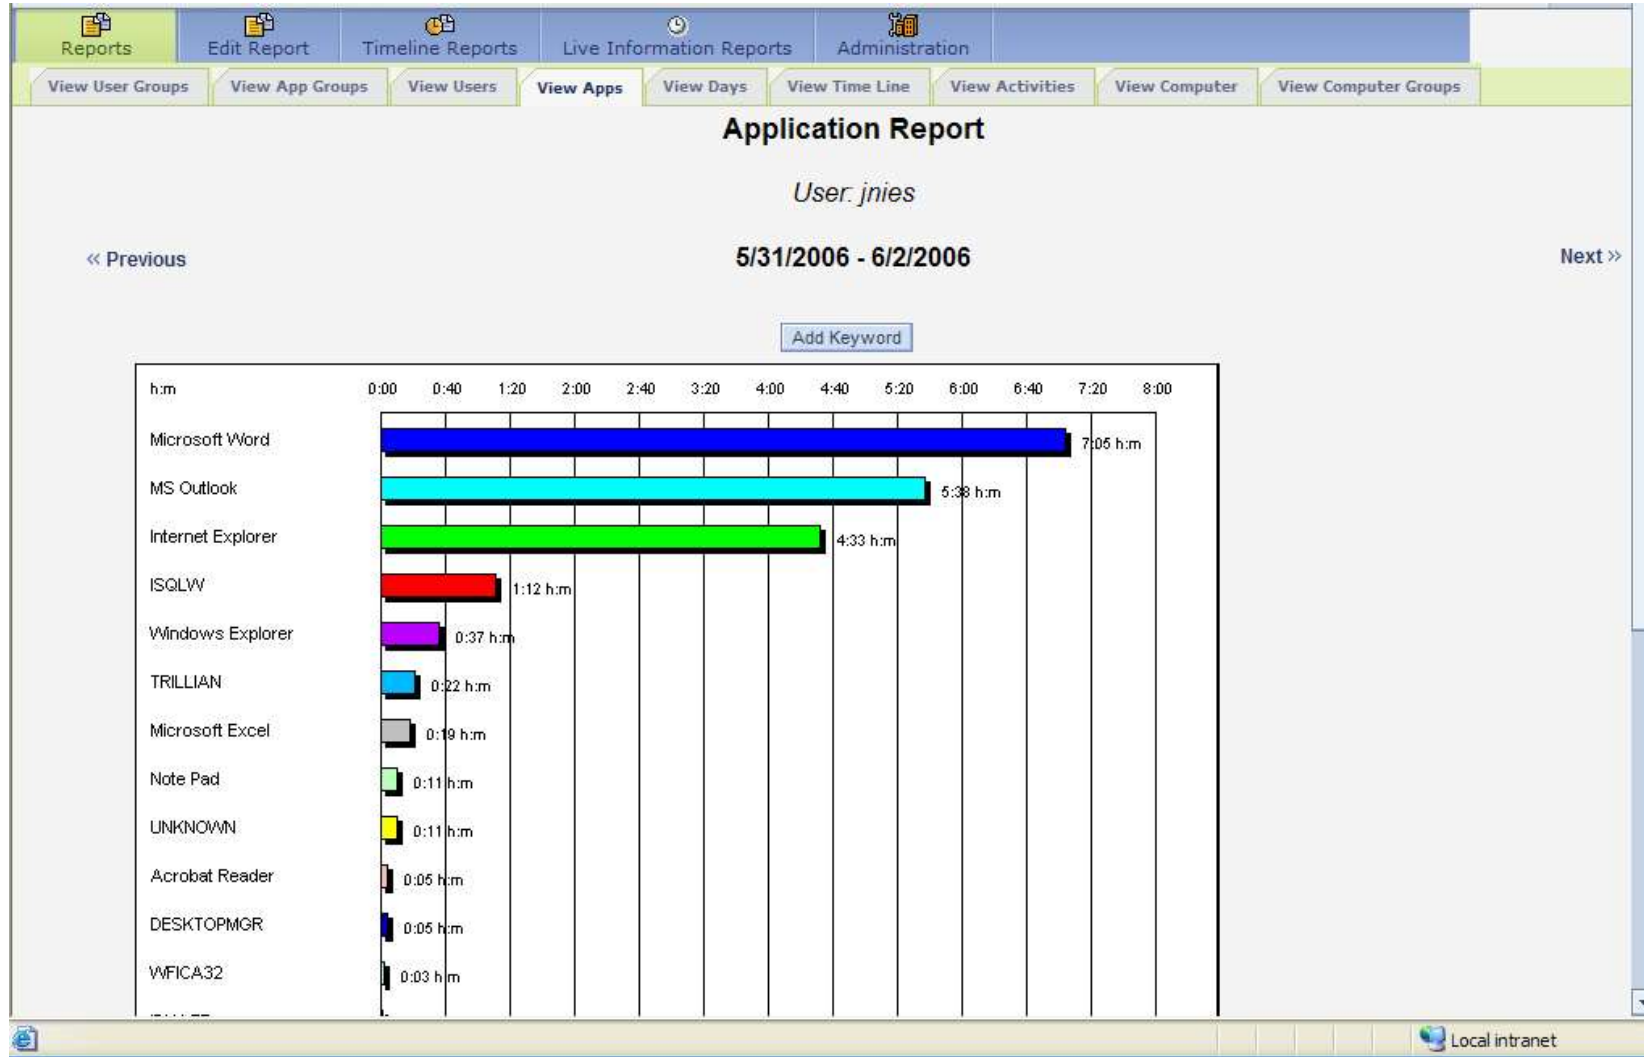 Reports Edit Report Timeline Reports Live Information Reports Administration
View User Groups View App Groups View Users View Apps View Days View Time Line View Activities View Computer View Computer Groups
Application Report
User: jnies
« Previous 5/31/2006 - 6/2/2006 Next »
Add Keyword
h:m 0:00 0:40 1:20 2:00 2:40 3:20 4:00 4:40 5:20 6:00 6:40 7:20 8:00
Microsoft Word 7:05 h:m
MS Outlook 5:38 h:m
Internet Explorer 4:33 h:m
ISQLW 1:12 h:m
Windows Explorer 0:37 h:m
TRILLIAN 0:22 h:m
Microsoft Excel 0:19 h:m
Note Pad 0:11 h:m
UNKNOWN 0:11 h:m
Acrobat Reader 0:05 h:m
DESKTOPMGR 0:05 h:m
WFICA32 0:03 h:m
Local intranet